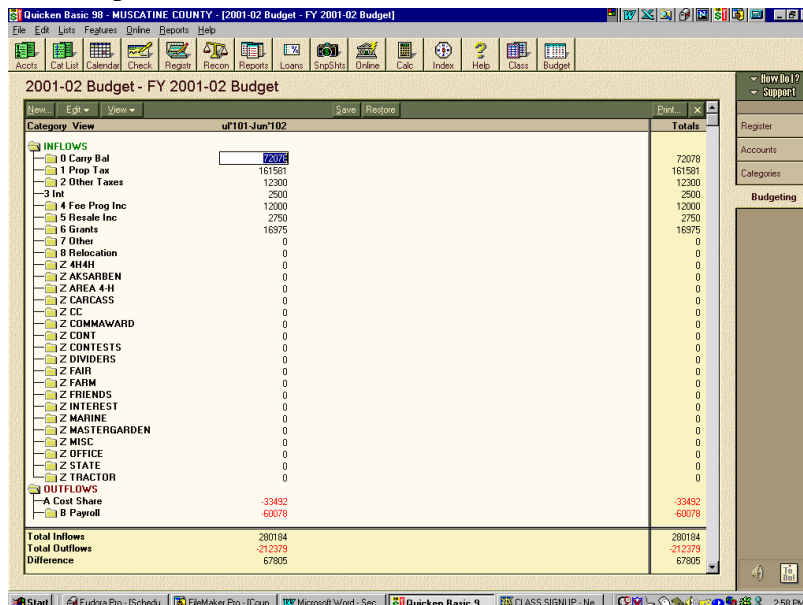 Quicken Basic 98 - MUSCATINE COUNTY - [2001-02 Budget - FY 2001-02 Budget]
File Edit Lists Features Online Reports Help
Accts Cat List Calendar Check Registr Recon Reports Loans SnpShts Online Calc Index Help Class Budget
2001-02 Budget - FY 2001-02 Budget
How Do I?
Support
New... Edit View Save Restore Print...
Category View ul'101-Jun'102 Totals
Register
INFLOWS
0 Carry Bal 72078 72078
Accounts
1 Prop Tax 161581 161581
2 Other Taxes 12300 12300
Categories
3 Int 2500 2500
Budgeting
4 Fee Prog Inc 12000 12000
5 Resale Inc 2750 2750
6 Grants 16975 16975
7 Other 0 0
8 Relocation 0 0
Z 4H4H 0 0
Z AKSARBEN 0 0
Z AREA 4-H 0 0
Z CARCASS 0 0
Z CC 0 0
Z COMMAWARD 0 0
Z CONT 0 0
Z CONTESTS 0 0
Z DIVIDERS 0 0
Z FAIR 0 0
Z FARM 0 0
Z FRIENDS 0 0
Z INTEREST 0 0
Z MARINE 0 0
Z MASTERGARDEN 0 0
Z MISC 0 0
Z OFFICE 0 0
Z STATE 0 0
Z TRACTOR 0 0
OUTFLOWS
A Cost Share -33492 -33492
B Payroll -60078 -60078
Total Inflows 280184 280184
Total Outflows -212379 -212379
Difference 67805 67805
To Do!
Start Eudora Pro - [Schedu FileMaker Pro - [Coun Microsoft Word - Sec Quicken Basic 9 CLASS SIGNUP - Ne 2:58 PM